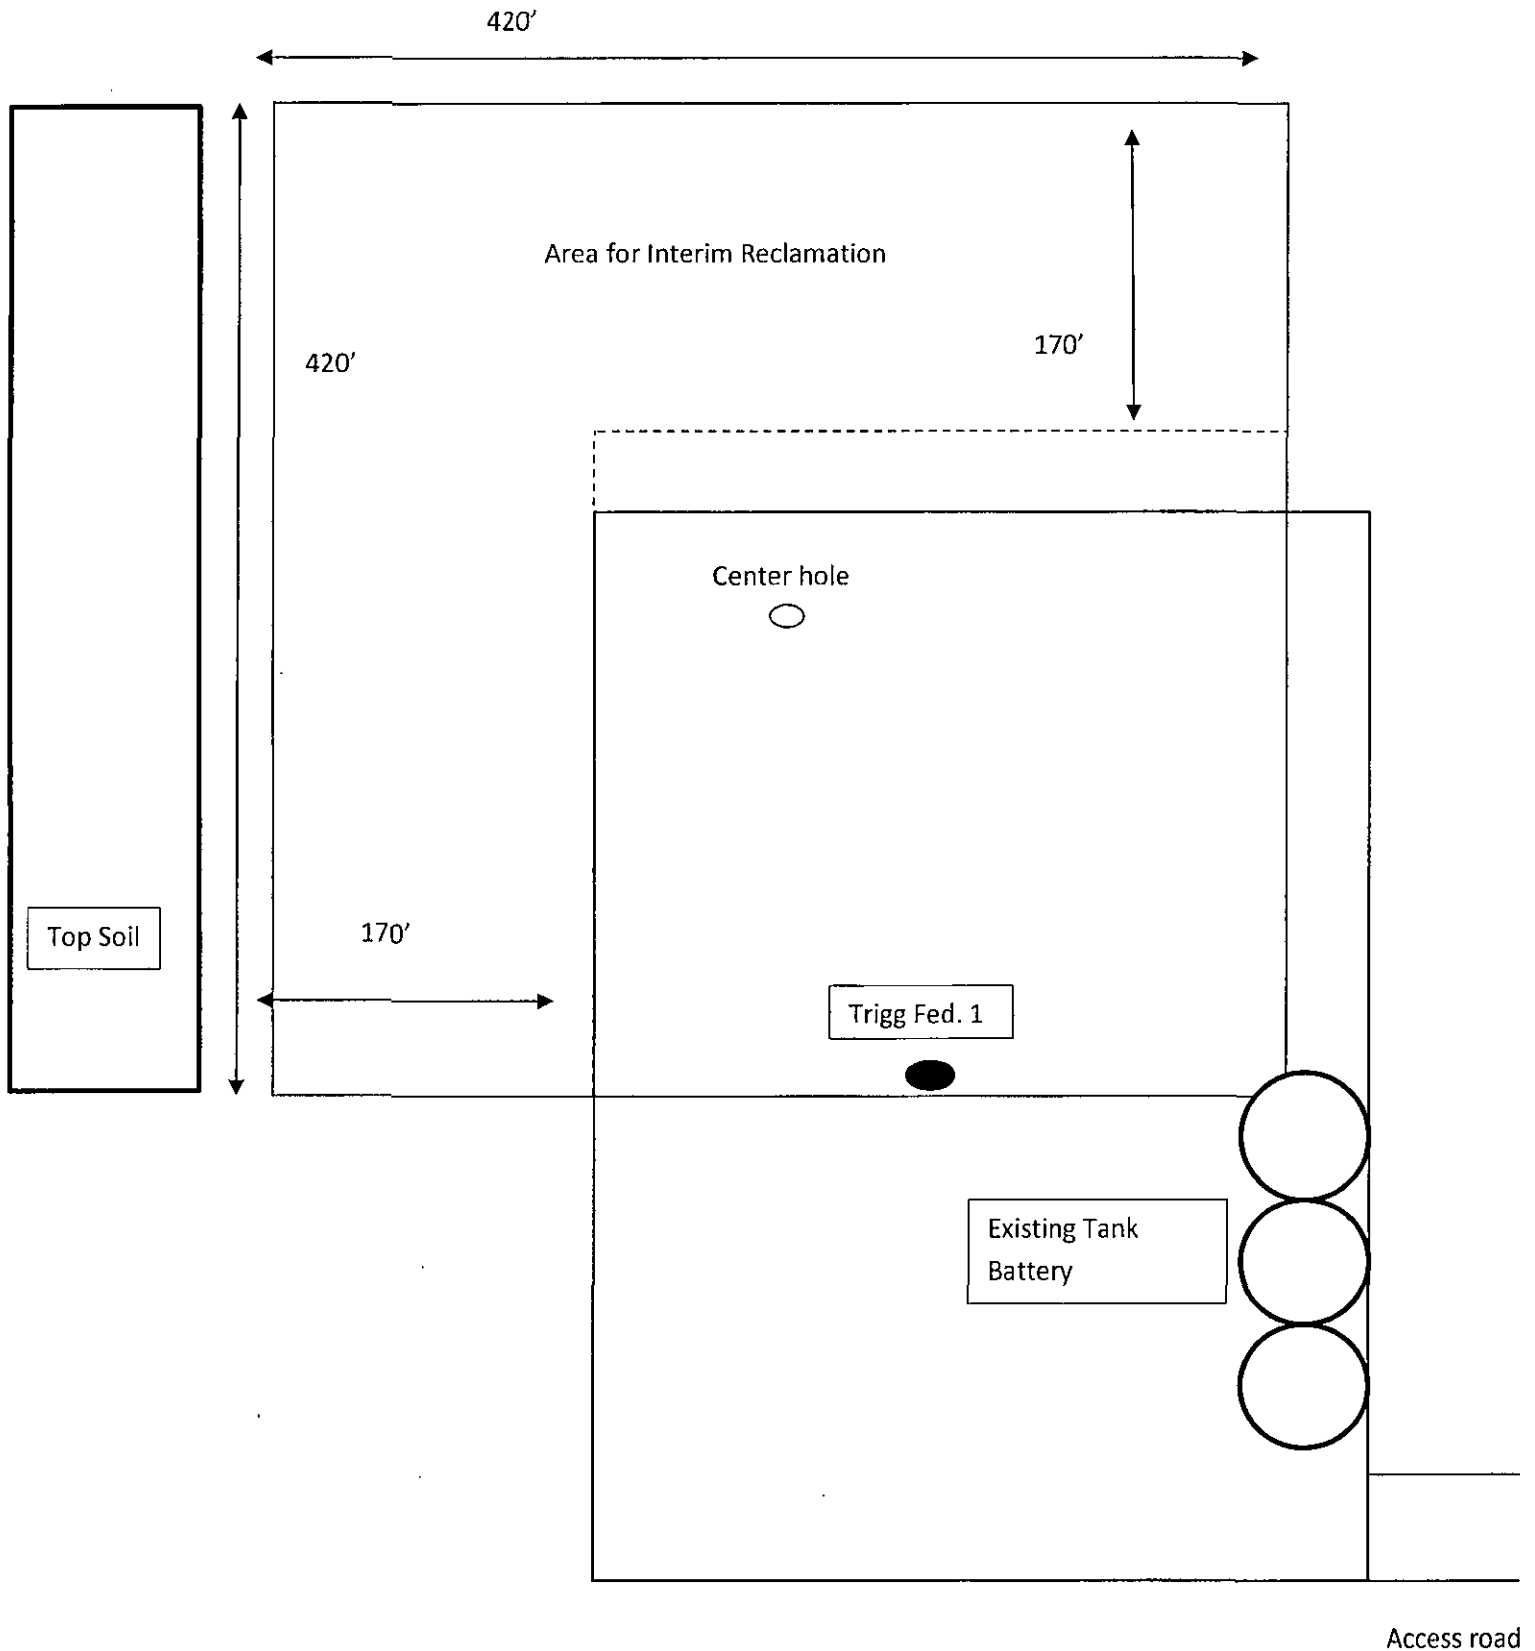 420’
Area for Interim Reclamation
170’
420’
Center hole
Top Soil
170’
Trigg Fed. 1
Existing Tank
Battery
Access road